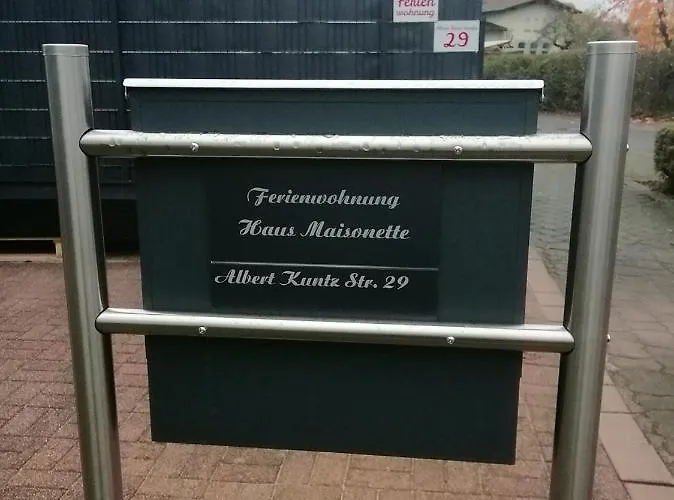 Ferien
wohnung
29
Ferienwohnung
Haus Maisonette
Albert Kuntz Str. 29